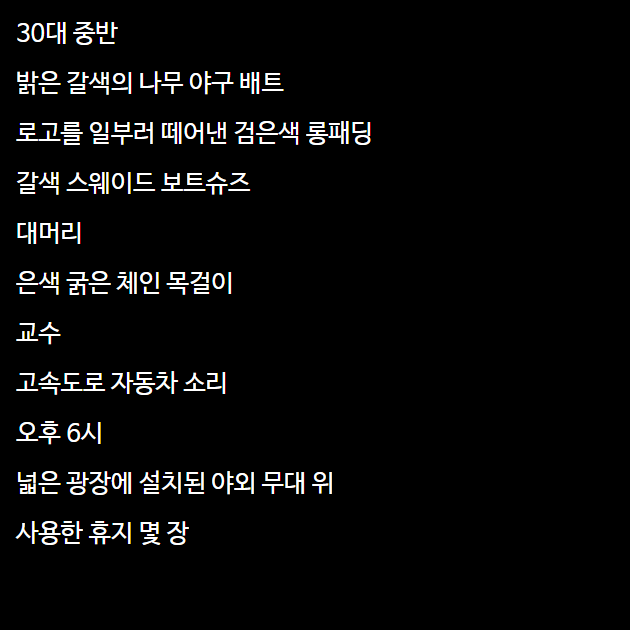 30대 중반
밝은 갈색의 나무 야구 배트
로고를 일부러 떼어낸 검은색 롱패딩
갈색 스웨이드 보트슈즈
대머리
은색 굵은 체인 목걸이
교수
고속도로 자동차 소리
오후 6시
넓은 광장에 설치된 야외 무대 위
사용한 휴지 몇 장